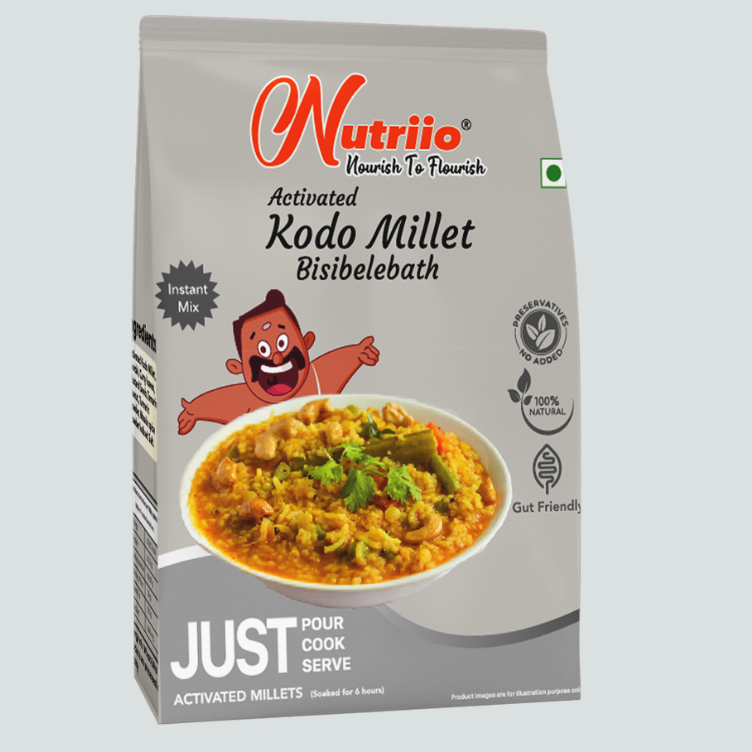 Nutriio®
Nourish To Flourish
Activated
Kodo Millet
Bisibelebath
Instant
Mix
PRESERVATIVES
NO ADDED
100%
NATURAL
Gut Friendly
JUST
POUR
COOK
SERVE
ACTIVATED MILLETS (Soaked for 6 hours)
Product Images are for illustration purpose